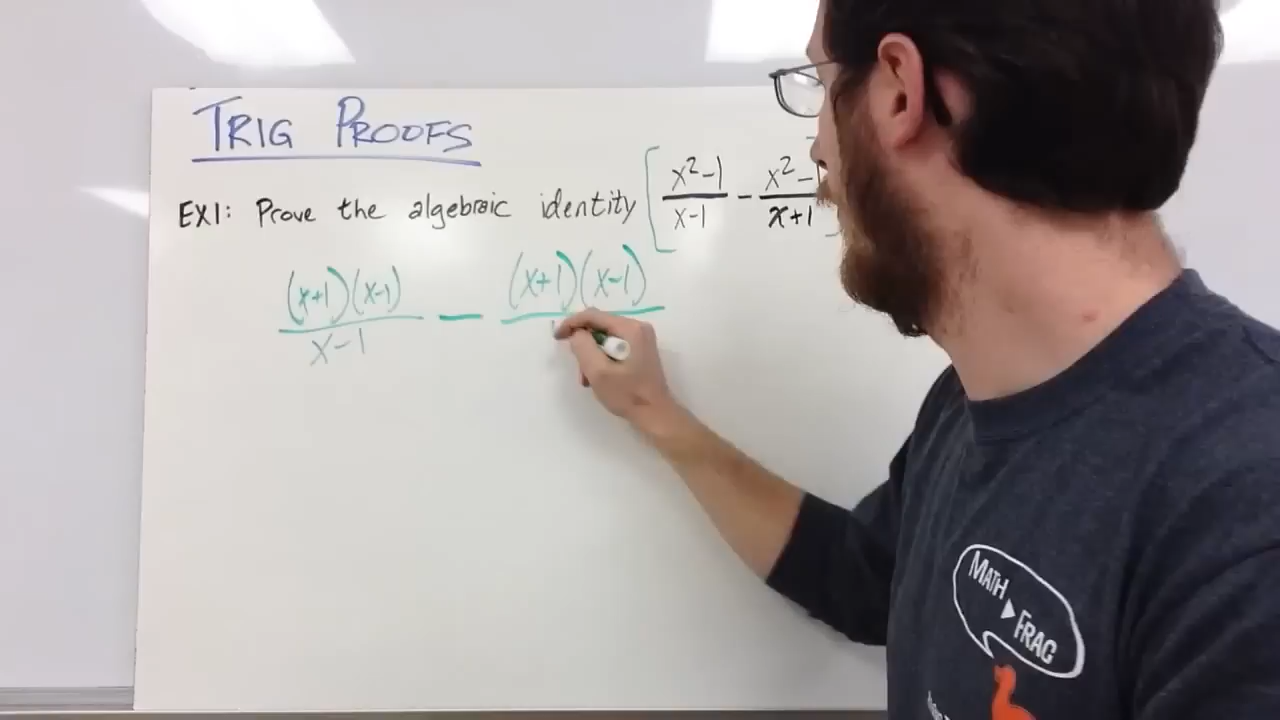 TRIG PROOFS
EX1: Prove the algebraic identity [ x²-1 / x-1 - x²-1 / x+1
(x+1)(x-1) / x-1 - (x+1)(x-1)
MATH
FRAC